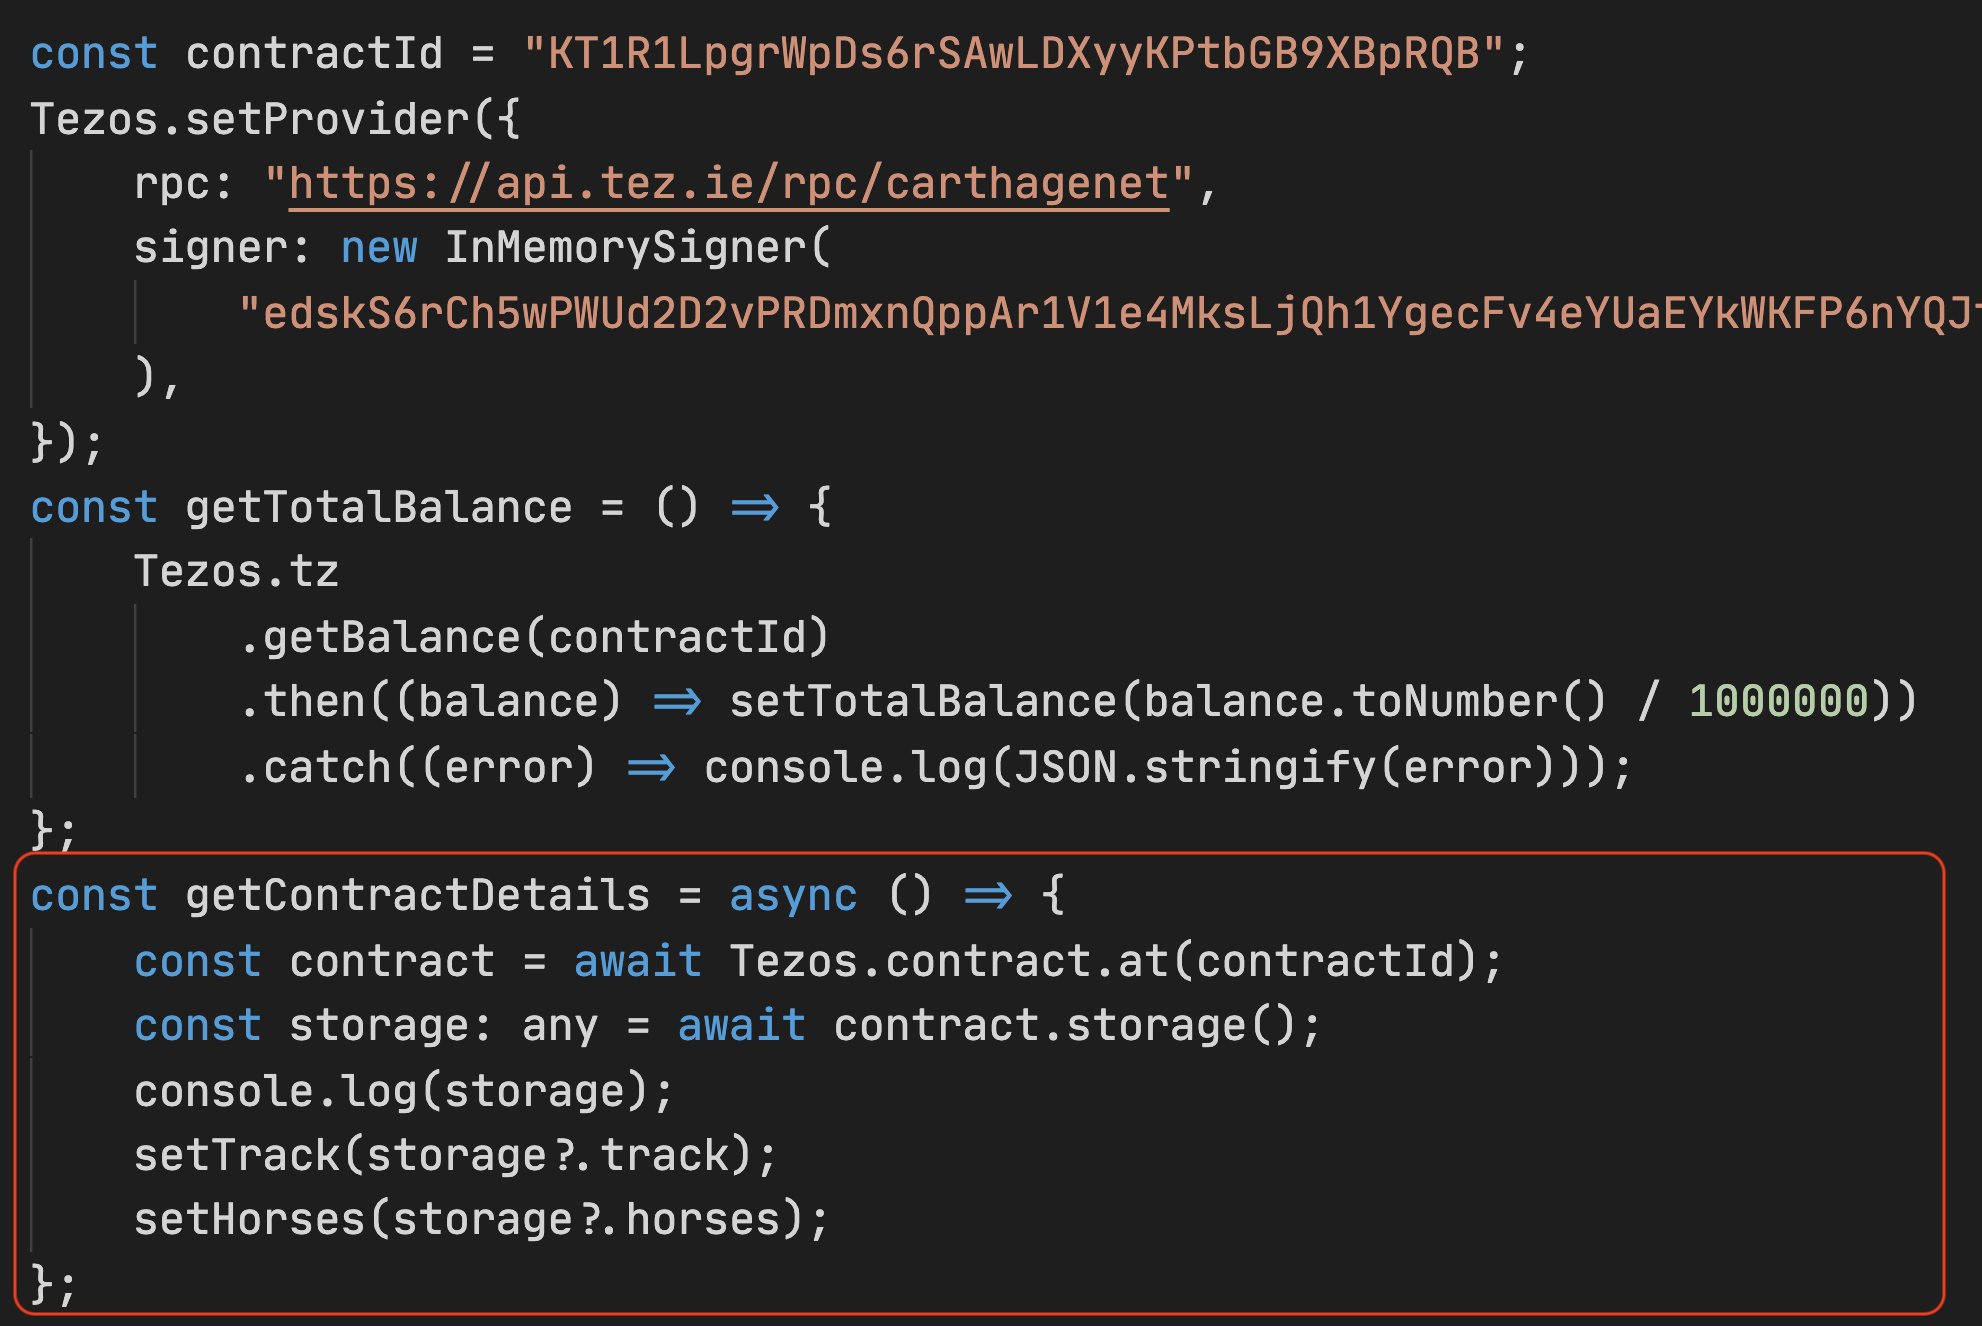 const contractId = "KT1R1LpgrWpDs6rSAwLDXyyKPtbGB9XBpRQB";
Tezos.setProvider({
rpc: "https://api.tez.ie/rpc/carthagenet",
signer: new InMemorySigner(
"edskS6rCh5wPWUd2D2vPRDmxnQppAr1V1e4MksLjQh1YgecFv4eYUaEYkWKFP6nYQJ
),
});
const getTotalBalance = () => {
Tezos.tz
.getBalance(contractId)
.then((balance) => setTotalBalance(balance.toNumber() / 1000000))
.catch((error) => console.log(JSON.stringify(error)));
};
const getContractDetails = async () => {
const contract = await Tezos.contract.at(contractId);
const storage: any = await contract.storage();
console.log(storage);
setTrack(storage?.track);
setHorses(storage?.horses);
};